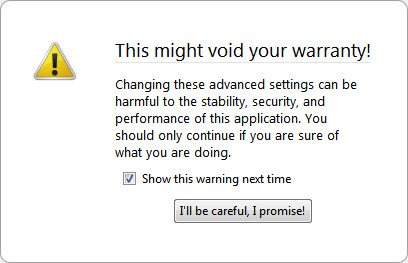 This might void your warranty!
Changing these advanced settings can be
harmful to the stability, security, and
performance of this application. You
should only continue if you are sure of
what you are doing.
Show this warning next time
I'll be careful, I promise!